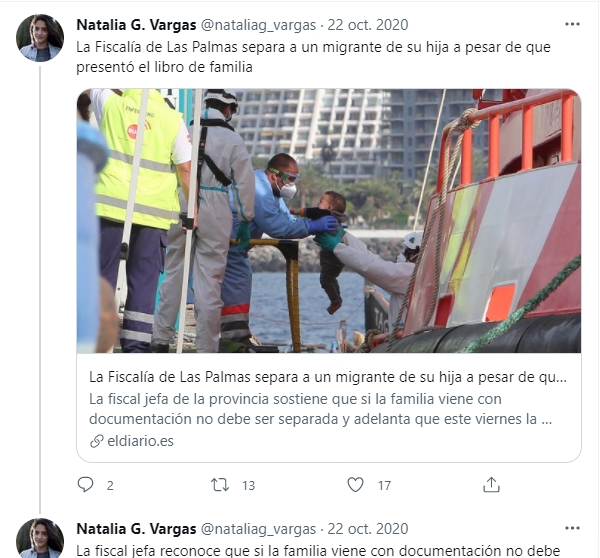 Natalia G. Vargas @nataliag_vargas · 22 oct. 2020
La Fiscalía de Las Palmas separa a un migrante de su hija a pesar de que
presentó el libro de familia
La Fiscalía de Las Palmas separa a un migrante de su hija a pesar de qu...
La fiscal jefa de la provincia sostiene que si la familia viene con
documentación no debe ser separada y adelanta que este viernes la ...
eldiario.es
2 13 17
Natalia G. Vargas @nataliag_vargas · 22 oct. 2020
La fiscal jefa reconoce que si la familia viene con documentación no debe